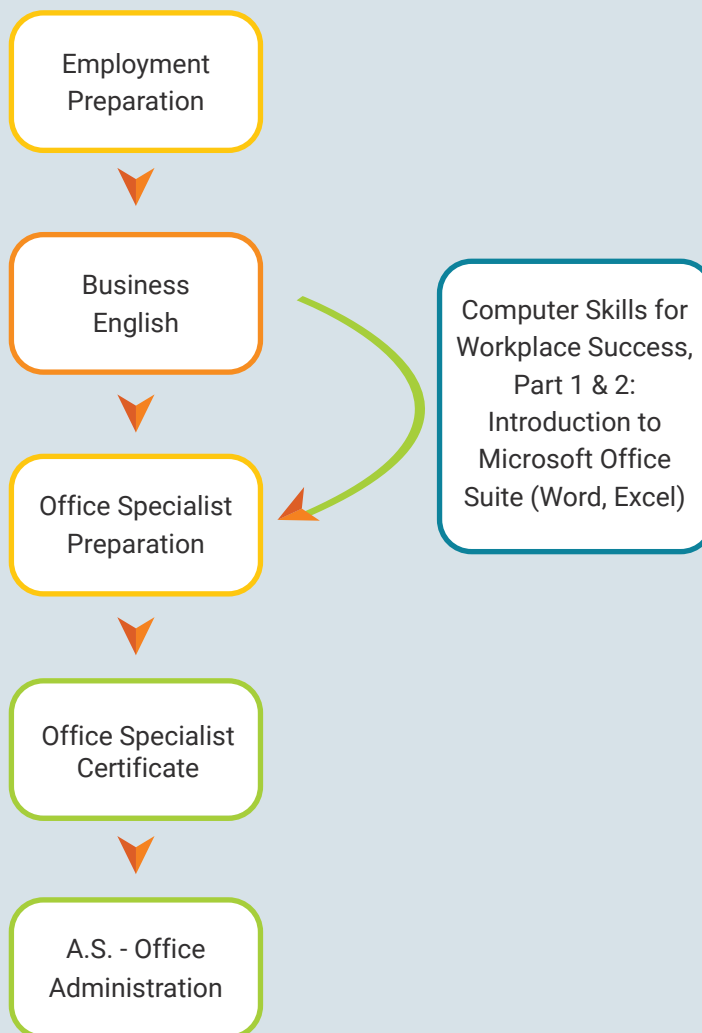 Employment
Preparation
Business
English
Computer Skills for
Workplace Success,
Part 1 & 2:
Introduction to
Microsoft Office
Suite (Word, Excel)
Office Specialist
Preparation
Office Specialist
Certificate
A.S. - Office
Administration